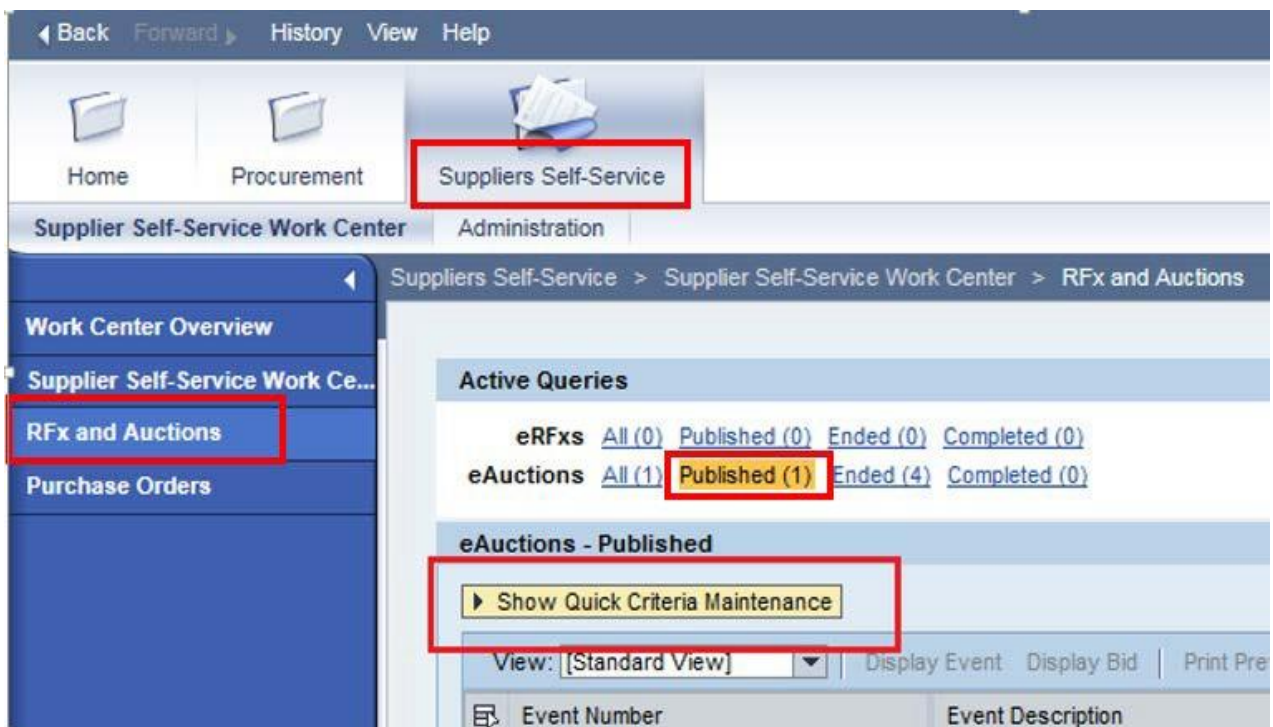 Back Forward History View Help
Home Procurement Suppliers Self-Service
Supplier Self-Service Work Center Administration
Suppliers Self-Service > Supplier Self-Service Work Center > RFx and Auctions
Work Center Overview
Supplier Self-Service Work Ce...
RFx and Auctions
Purchase Orders
Active Queries
eRFxs All (0) Published (0) Ended (0) Completed (0)
eAuctions All (1) Published (1) Ended (4) Completed (0)
eAuctions - Published
Show Quick Criteria Maintenance
View: [Standard View] Display Event Display Bid Print Pre
Event Number Event Description